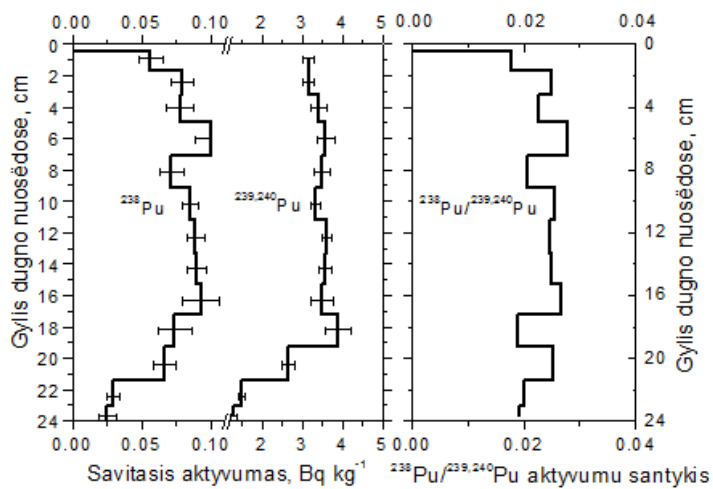 0.00 0.05 0.10 2 3 4 5 0.00 0.02 0.04
0 0
2
4 4
6
8 8
10
12 12
14
16 16
18
20 20
22
24 24
Gylis dugno nuosëdose, cm
²³⁸Pu
²³⁹,²⁴⁰Pu
²³⁸Pu/²³⁹,²⁴⁰Pu
Gylis dugno nuosëdose, cm
0.00 0.05 0.10 2 3 4 5 0.00 0.02 0.04
Savitasis aktyvumas, Bq kg⁻¹
²³⁸Pu/²³⁹,²⁴⁰Pu aktyvumu santykis